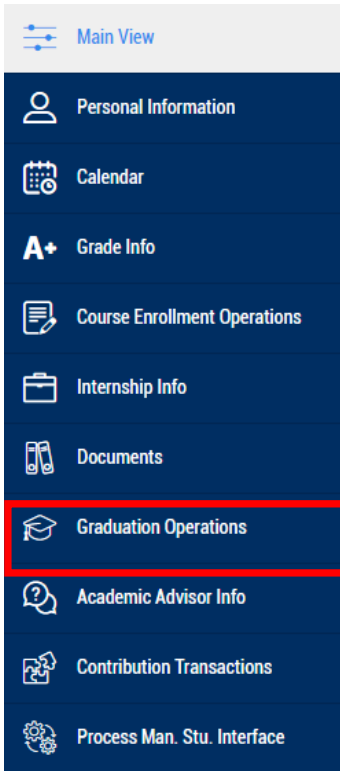 Main View
Personal Information
Calendar
A+ Grade Info
Course Enrollment Operations
Internship Info
Documents
Graduation Operations
Academic Advisor Info
Contribution Transactions
Process Man. Stu. Interface